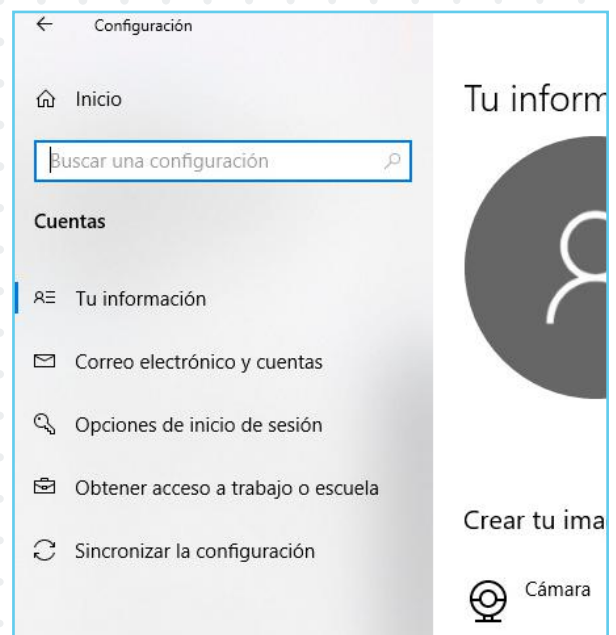 Configuración
Inicio
Buscar una configuración
Cuentas
Tu información
Correo electrónico y cuentas
Opciones de inicio de sesión
Obtener acceso a trabajo o escuela
Sincronizar la configuración
Tu inform
Crear tu ima
Cámara